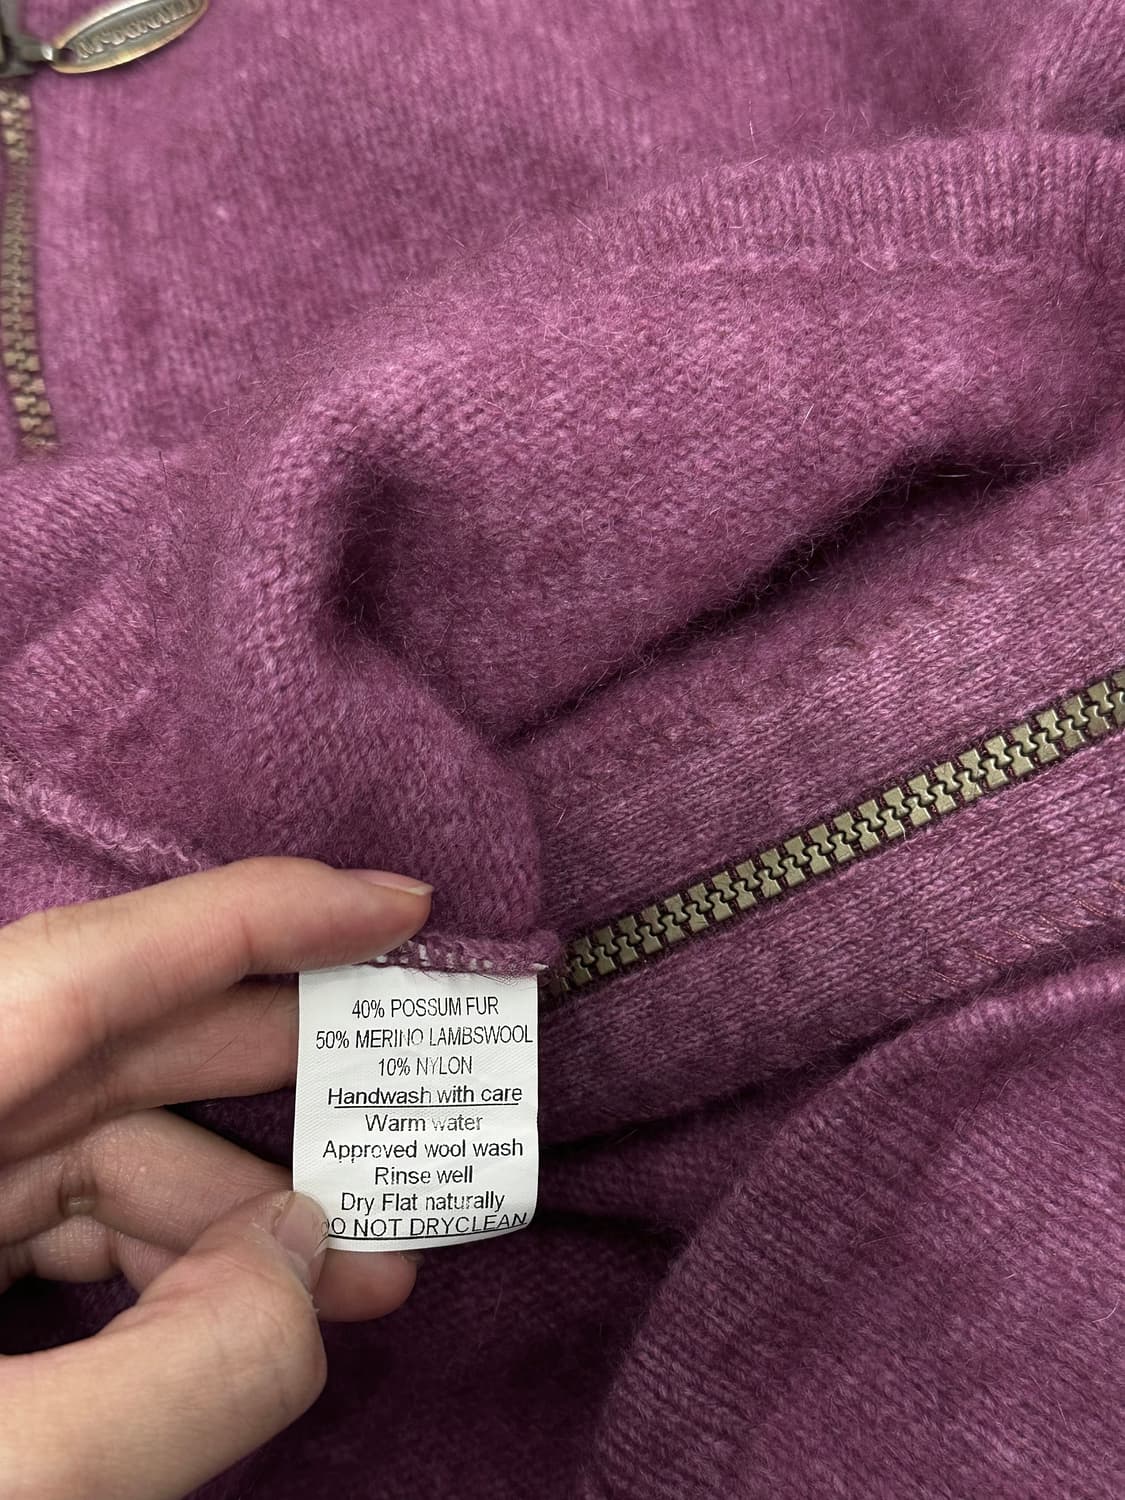 McDONALD
40% POSSUM FUR
50% MERINO LAMBSWOOL
10% NYLON
Handwash with care
Warm water
Approved wool wash
Rinse well
Dry Flat naturally
DO NOT DRYCLEAN